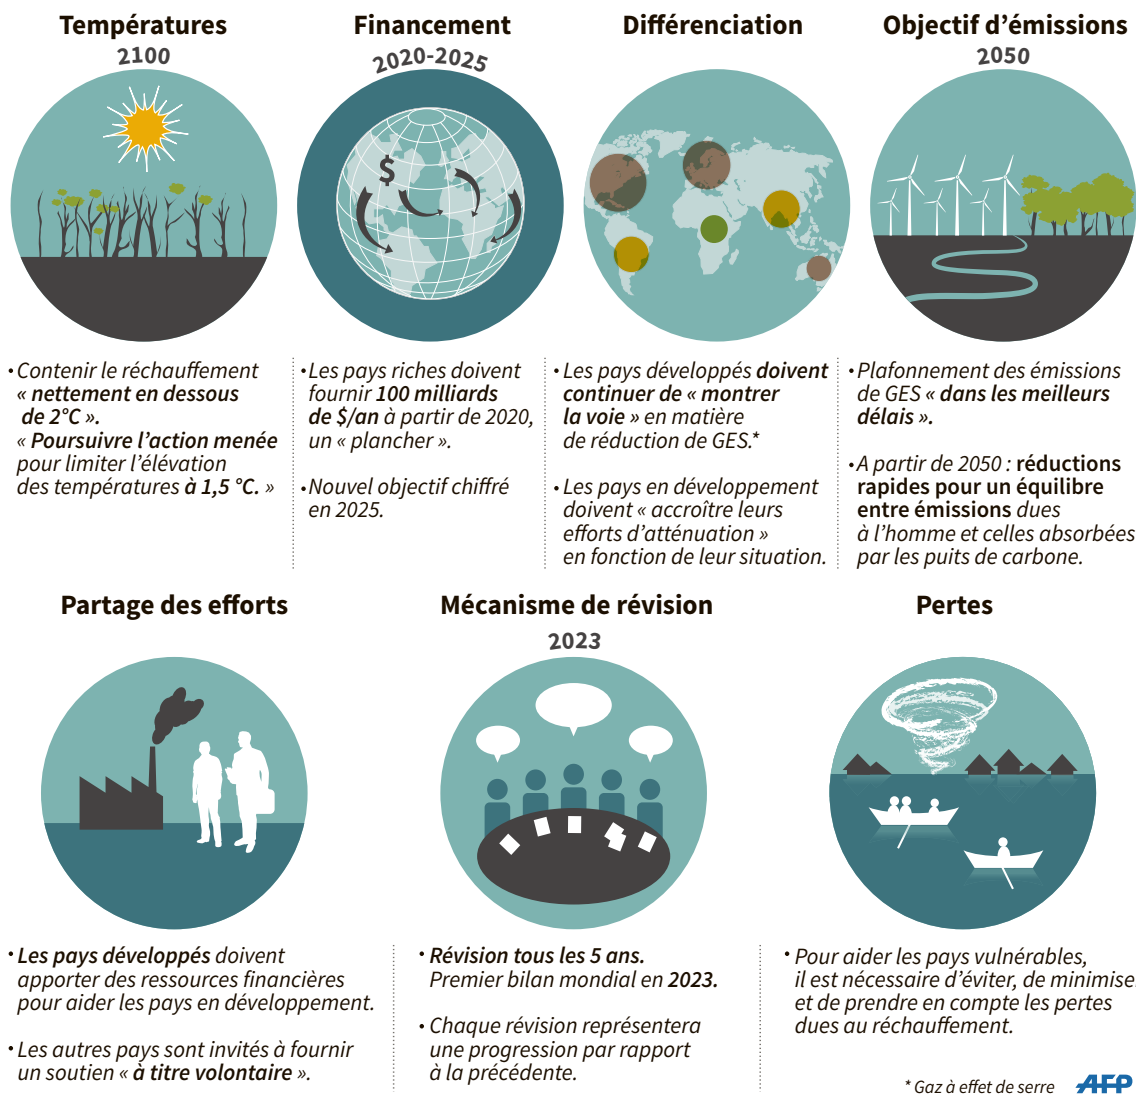 Températures
2100
• Contenir le réchauffement
« nettement en dessous
de 2°C ».
« Poursuivre l'action menée
pour limiter l'élévation
des températures à 1,5 °C. »
Financement
2020-2025
$
• Les pays riches doivent
fournir 100 milliards
de $/an à partir de 2020,
un « plancher ».
• Nouvel objectif chiffré
en 2025.
Différenciation
• Les pays développés doivent
continuer de « montrer
la voie » en matière
de réduction de GES.*
• Les pays en développement
doivent « accroître leurs
efforts d'atténuation »
en fonction de leur situation.
Objectif d'émissions
2050
• Plafonnement des émissions
de GES « dans les meilleurs
délais ».
• A partir de 2050 : réductions
rapides pour un équilibre
entre émissions dues
à l'homme et celles absorbées
par les puits de carbone.
Partage des efforts
• Les pays développés doivent
apporter des ressources financières
pour aider les pays en développement.
• Les autres pays sont invités à fournir
un soutien « à titre volontaire ».
Mécanisme de révision
2023
• Révision tous les 5 ans.
Premier bilan mondial en 2023.
• Chaque révision représentera
une progression par rapport
à la précédente.
Pertes
• Pour aider les pays vulnérables,
il est nécessaire d'éviter, de minimise
et de prendre en compte les pertes
dues au réchauffement.
* Gaz à effet de serre
AFP